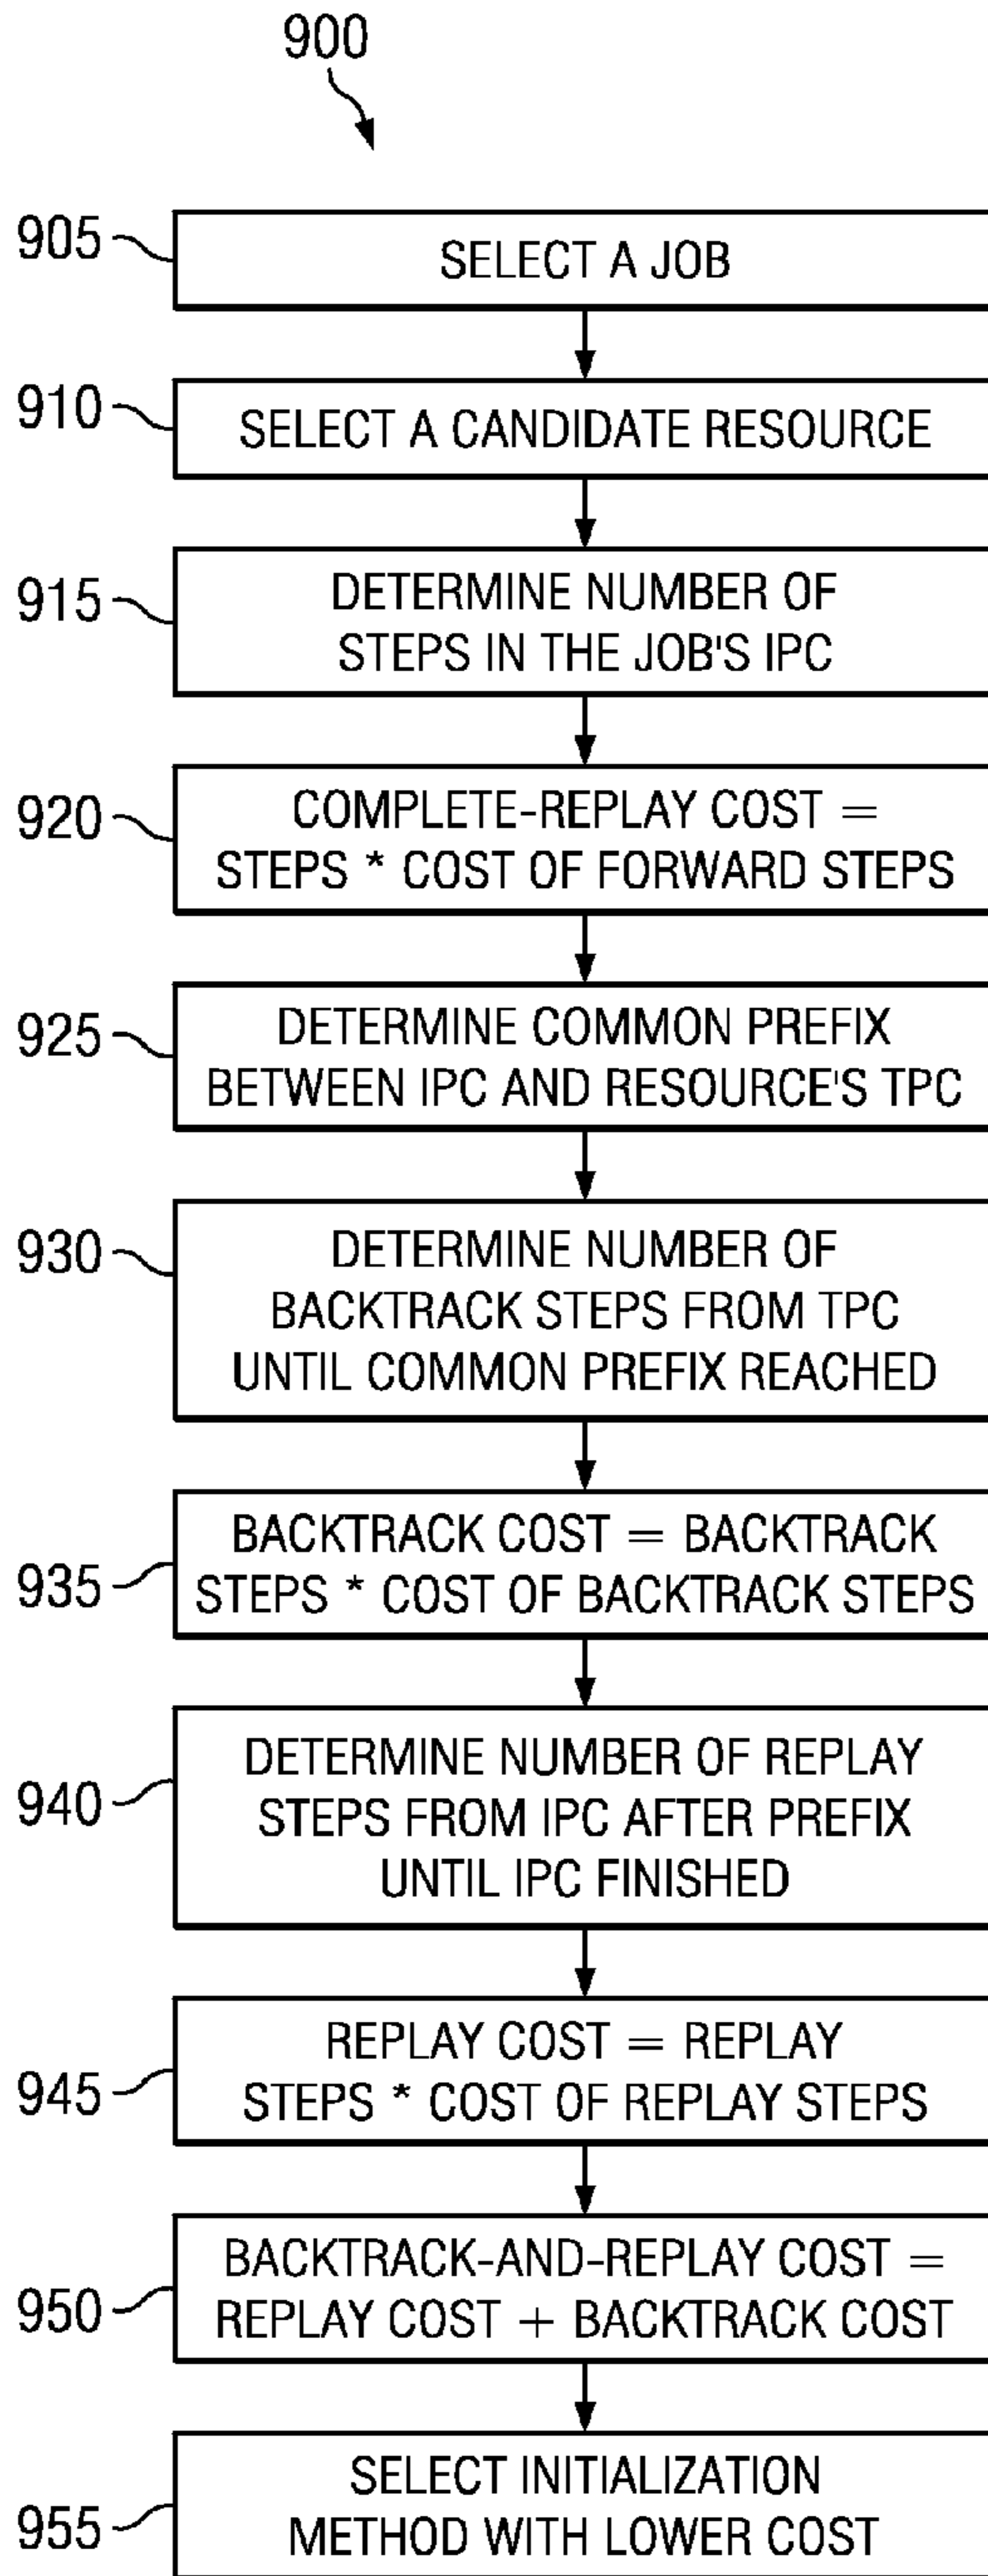 900
905
SELECT A JOB
910
SELECT A CANDIDATE RESOURCE
915
DETERMINE NUMBER OF
STEPS IN THE JOB'S IPC
920
COMPLETE-REPLAY COST =
STEPS * COST OF FORWARD STEPS
925
DETERMINE COMMON PREFIX
BETWEEN IPC AND RESOURCE'S TPC
930
DETERMINE NUMBER OF
BACKTRACK STEPS FROM TPC
UNTIL COMMON PREFIX REACHED
935
BACKTRACK COST = BACKTRACK
STEPS * COST OF BACKTRACK STEPS
940
DETERMINE NUMBER OF REPLAY
STEPS FROM IPC AFTER PREFIX
UNTIL IPC FINISHED
945
REPLAY COST = REPLAY
STEPS * COST OF REPLAY STEPS
950
BACKTRACK-AND-REPLAY COST =
REPLAY COST + BACKTRACK COST
955
SELECT INITIALIZATION
METHOD WITH LOWER COST